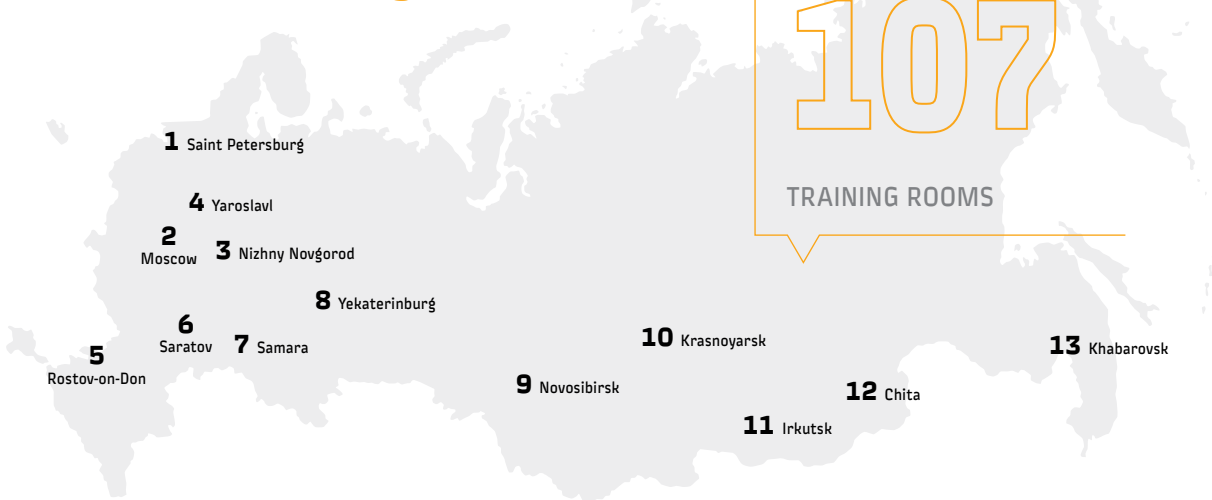 107
TRAINING ROOMS
1 Saint Petersburg
4 Yaroslavl
2
Moscow
3 Nizhny Novgorod
8 Yekaterinburg
6
Saratov
7 Samara
5
Rostov-on-Don
10 Krasnoyarsk
9 Novosibirsk
13 Khabarovsk
12 Chita
11 Irkutsk